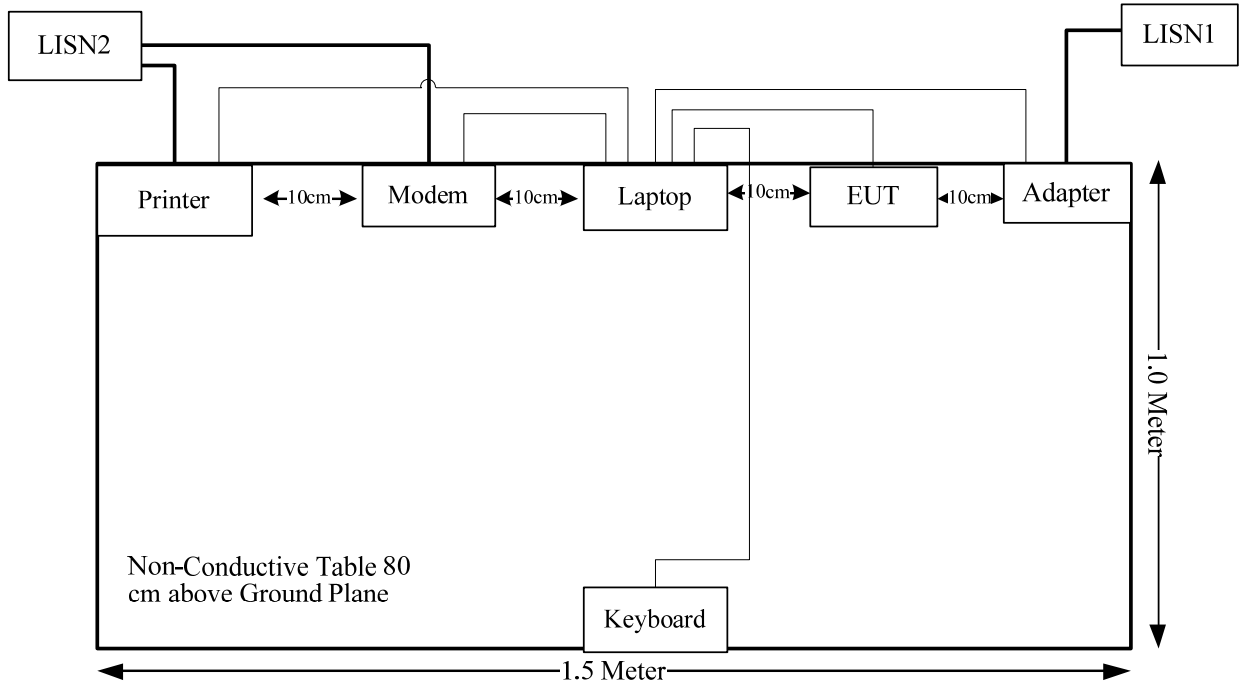 LISN2
LISN1
Printer
10cm
Modem
10cm
Laptop
10cm
EUT
10cm
Adapter
1.0 Meter
Non-Conductive Table 80
cm above Ground Plane
Keyboard
1.5 Meter